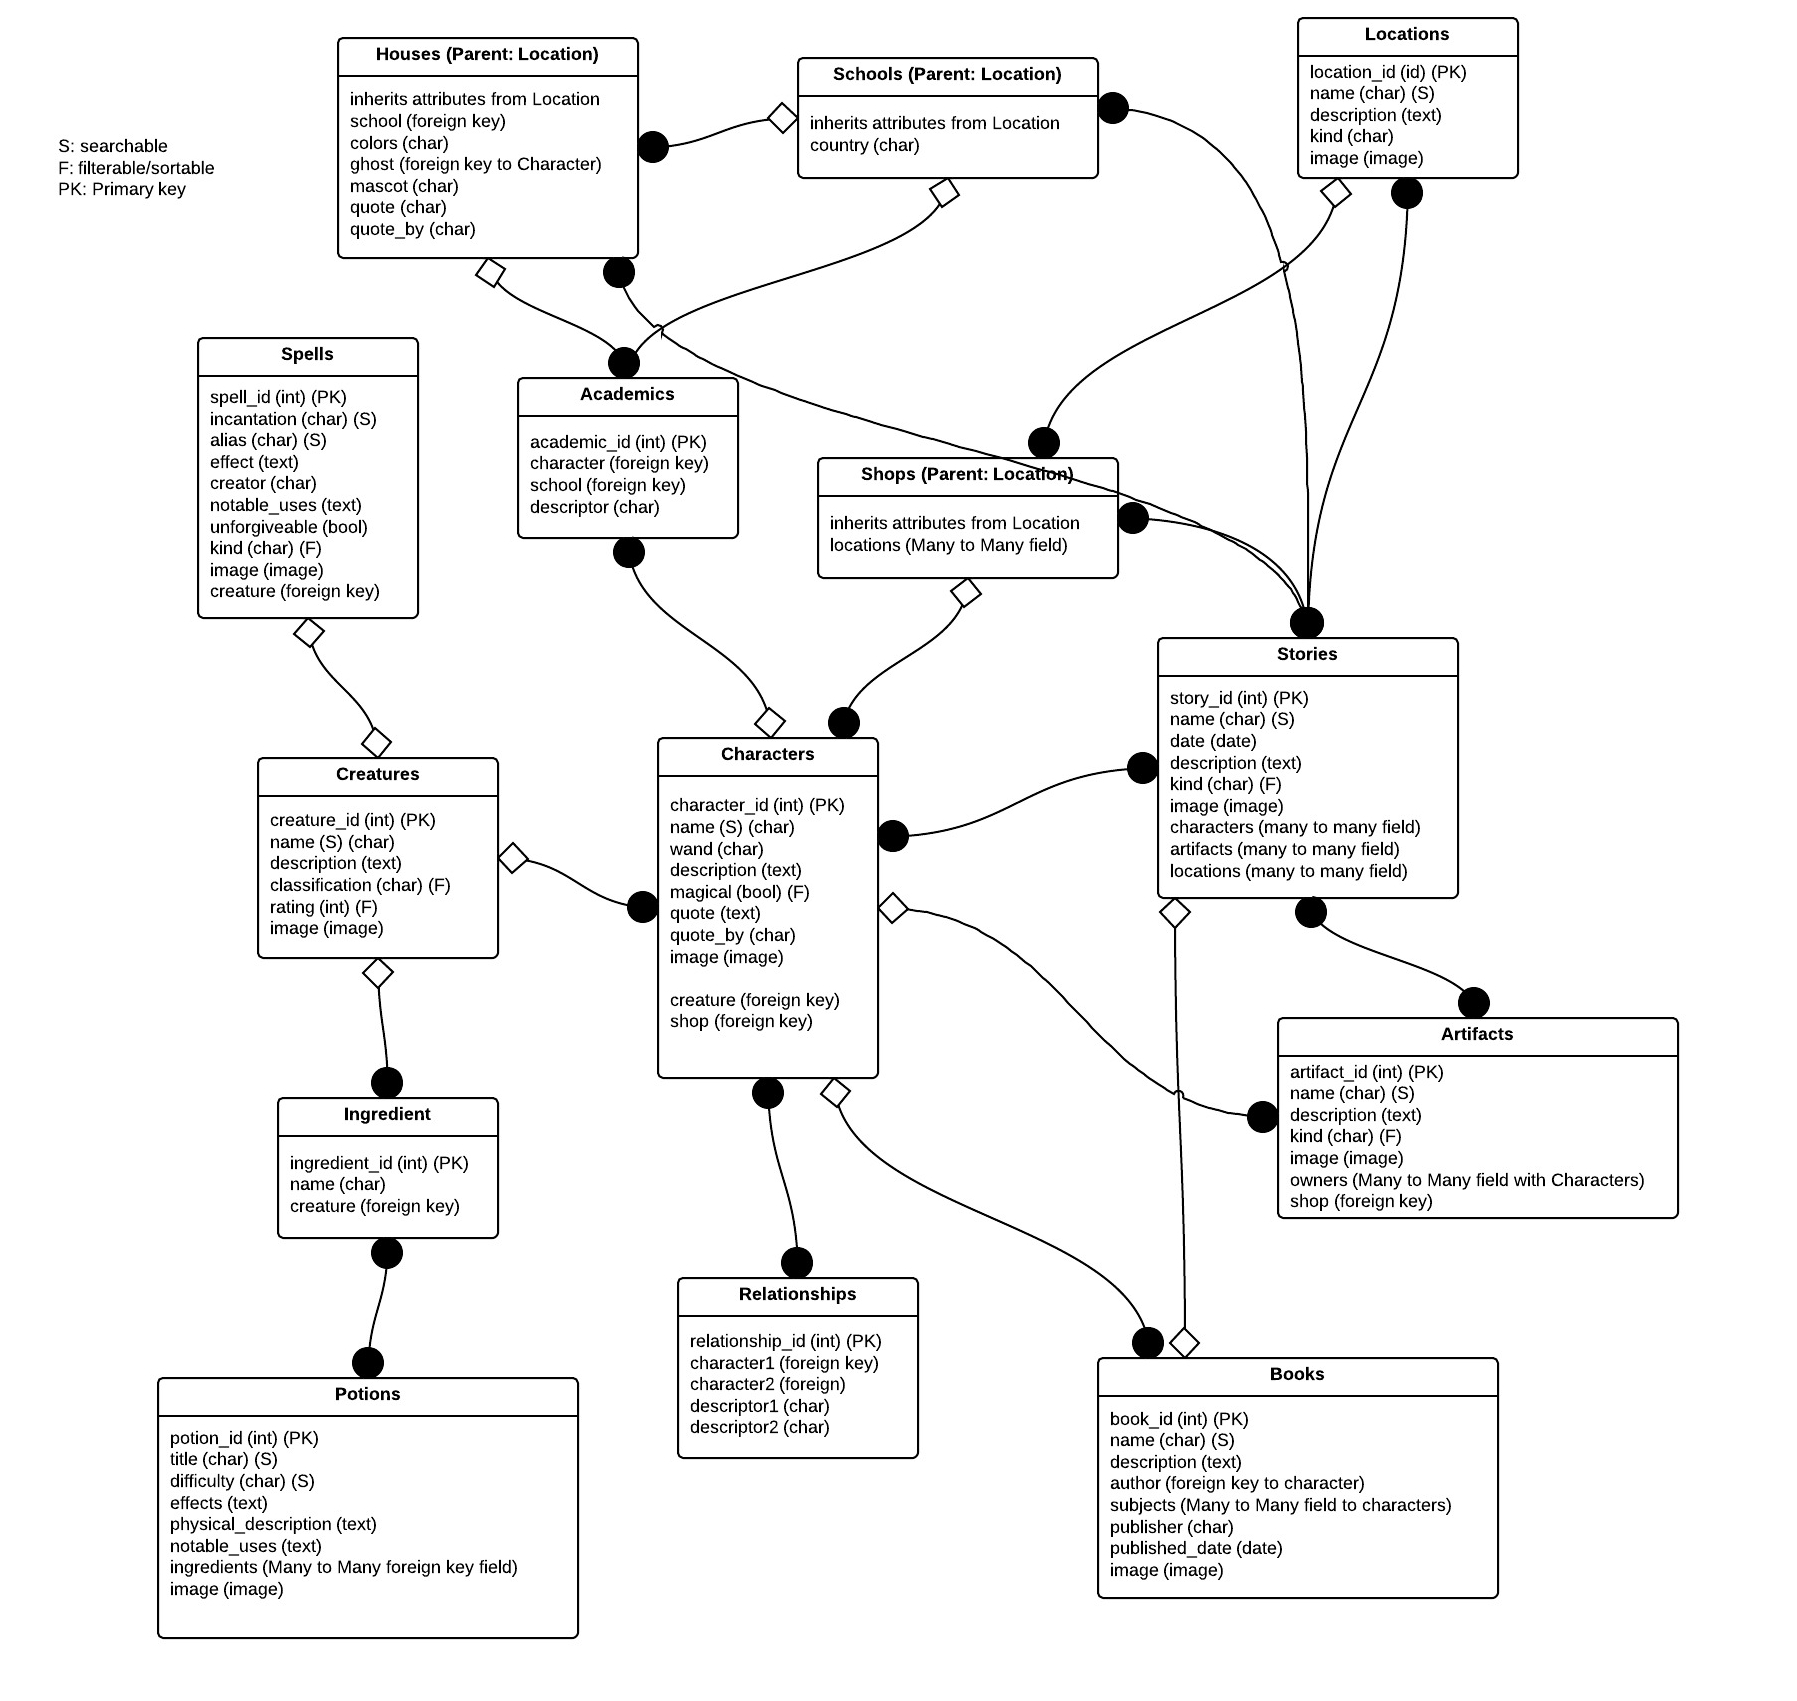 Houses (Parent: Location)
inherits attributes from Location
school (foreign key)
colors (char)
ghost (foreign key to Character)
mascot (char)
quote (char)
quote_by (char)
Schools (Parent: Location)
inherits attributes from Location
country (char)
Locations
location_id (id) (PK)
name (char) (S)
description (text)
kind (char)
image (image)
S: searchable
F: filterable/sortable
PK: Primary key
Spells
spell_id (int) (PK)
incantation (char) (S)
alias (char) (S)
effect (text)
creator (char)
notable_uses (text)
unforgiveable (bool)
kind (char) (F)
image (image)
creature (foreign key)
Academics
academic_id (int) (PK)
character (foreign key)
school (foreign key)
descriptor (char)
Shops (Parent: Location)
inherits attributes from Location
locations (Many to Many field)
Stories
story_id (int) (PK)
name (char) (S)
date (date)
description (text)
kind (char) (F)
image (image)
characters (many to many field)
artifacts (many to many field)
locations (many to many field)
Creatures
creature_id (int) (PK)
name (S) (char)
description (text)
classification (char) (F)
rating (int) (F)
image (image)
Characters
character_id (int) (PK)
name (S) (char)
wand (char)
description (text)
magical (bool) (F)
quote (text)
quote_by (char)
image (image)
creature (foreign key)
shop (foreign key)
Artifacts
artifact_id (int) (PK)
name (char) (S)
description (text)
kind (char) (F)
image (image)
owners (Many to Many field with Characters)
shop (foreign key)
Ingredient
ingredient_id (int) (PK)
name (char)
creature (foreign key)
Relationships
relationship_id (int) (PK)
character1 (foreign key)
character2 (foreign)
descriptor1 (char)
descriptor2 (char)
Potions
potion_id (int) (PK)
title (char) (S)
difficulty (char) (S)
effects (text)
physical_description (text)
notable_uses (text)
ingredients (Many to Many foreign key field)
image (image)
Books
book_id (int) (PK)
name (char) (S)
description (text)
author (foreign key to character)
subjects (Many to Many field to characters)
publisher (char)
published_date (date)
image (image)